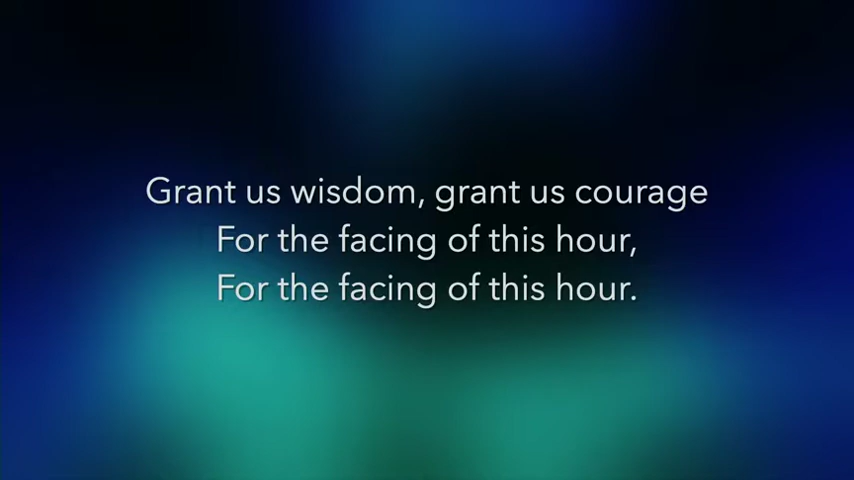 Grant us wisdom, grant us courage
For the facing of this hour,
For the facing of this hour.